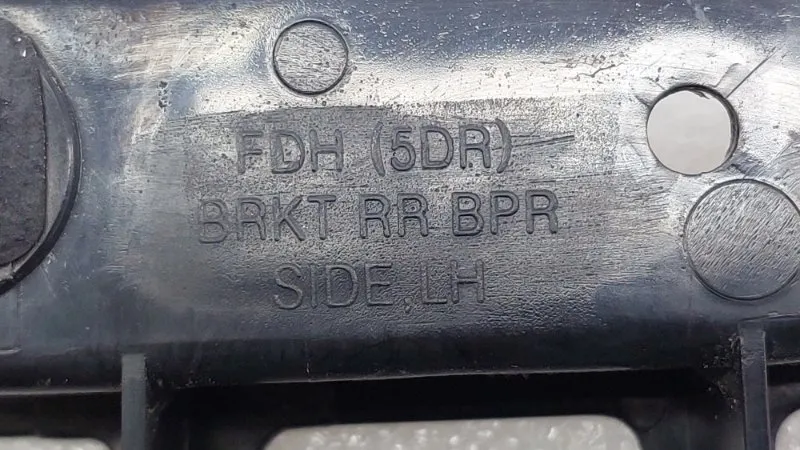 FDH (5DR)
BRKT RR BPR
SIDE,LH